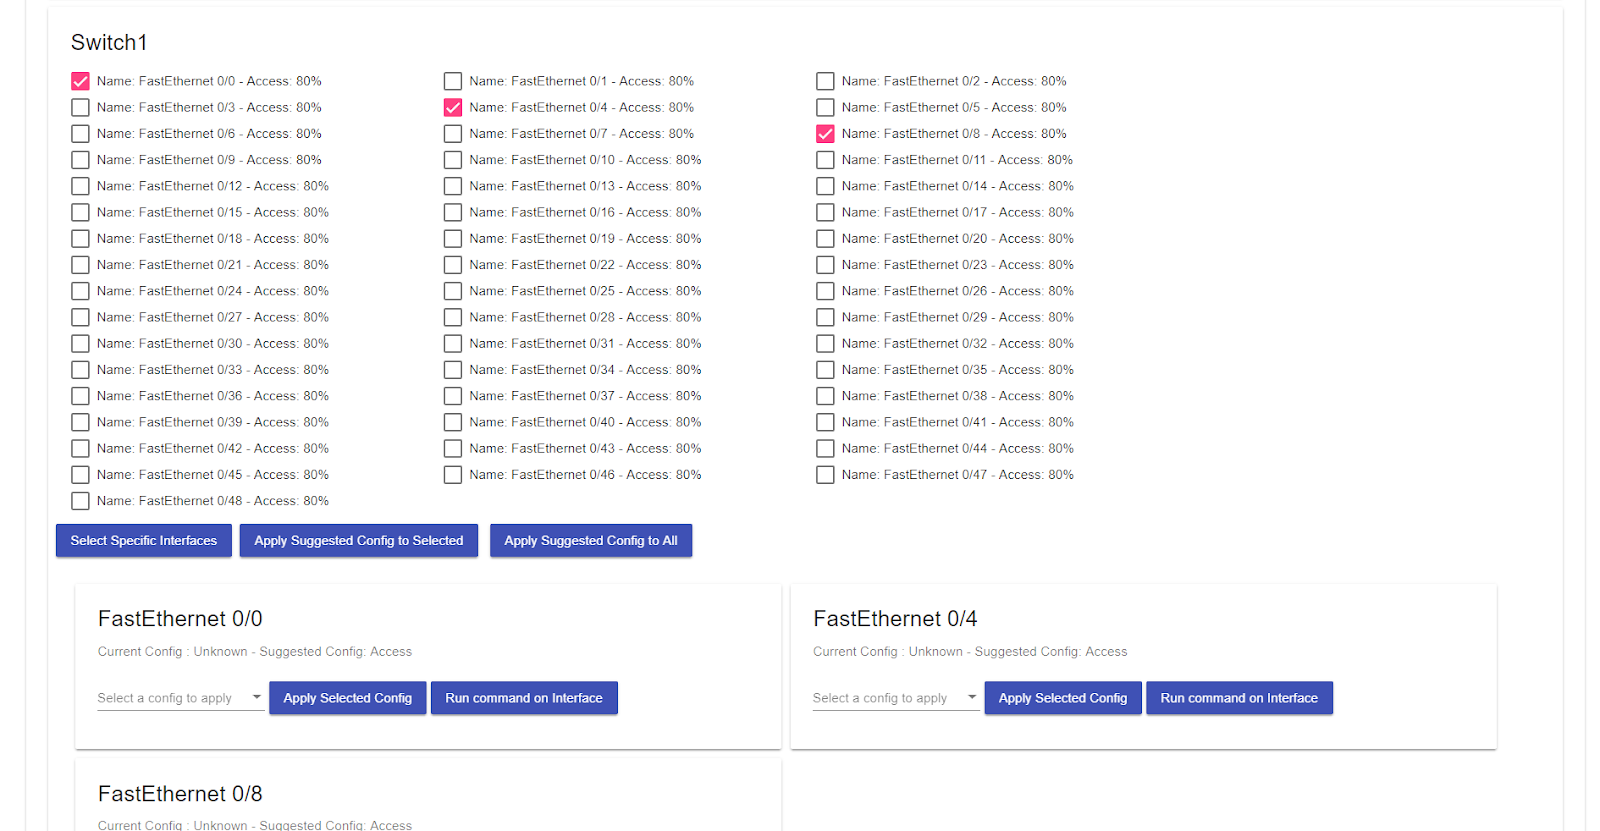 Switch1
Name: FastEthernet 0/0 - Access: 80% Name: FastEthernet 0/1 - Access: 80% Name: FastEthernet 0/2 - Access: 80%
Name: FastEthernet 0/3 - Access: 80% Name: FastEthernet 0/4 - Access: 80% Name: FastEthernet 0/5 - Access: 80%
Name: FastEthernet 0/6 - Access: 80% Name: FastEthernet 0/7 - Access: 80% Name: FastEthernet 0/8 - Access: 80%
Name: FastEthernet 0/9 - Access: 80% Name: FastEthernet 0/10 - Access: 80% Name: FastEthernet 0/11 - Access: 80%
Name: FastEthernet 0/12 - Access: 80% Name: FastEthernet 0/13 - Access: 80% Name: FastEthernet 0/14 - Access: 80%
Name: FastEthernet 0/15 - Access: 80% Name: FastEthernet 0/16 - Access: 80% Name: FastEthernet 0/17 - Access: 80%
Name: FastEthernet 0/18 - Access: 80% Name: FastEthernet 0/19 - Access: 80% Name: FastEthernet 0/20 - Access: 80%
Name: FastEthernet 0/21 - Access: 80% Name: FastEthernet 0/22 - Access: 80% Name: FastEthernet 0/23 - Access: 80%
Name: FastEthernet 0/24 - Access: 80% Name: FastEthernet 0/25 - Access: 80% Name: FastEthernet 0/26 - Access: 80%
Name: FastEthernet 0/27 - Access: 80% Name: FastEthernet 0/28 - Access: 80% Name: FastEthernet 0/29 - Access: 80%
Name: FastEthernet 0/30 - Access: 80% Name: FastEthernet 0/31 - Access: 80% Name: FastEthernet 0/32 - Access: 80%
Name: FastEthernet 0/33 - Access: 80% Name: FastEthernet 0/34 - Access: 80% Name: FastEthernet 0/35 - Access: 80%
Name: FastEthernet 0/36 - Access: 80% Name: FastEthernet 0/37 - Access: 80% Name: FastEthernet 0/38 - Access: 80%
Name: FastEthernet 0/39 - Access: 80% Name: FastEthernet 0/40 - Access: 80% Name: FastEthernet 0/41 - Access: 80%
Name: FastEthernet 0/42 - Access: 80% Name: FastEthernet 0/43 - Access: 80% Name: FastEthernet 0/44 - Access: 80%
Name: FastEthernet 0/45 - Access: 80% Name: FastEthernet 0/46 - Access: 80% Name: FastEthernet 0/47 - Access: 80%
Name: FastEthernet 0/48 - Access: 80%
Select Specific Interfaces Apply Suggested Config to Selected Apply Suggested Config to All
FastEthernet 0/0
Current Config : Unknown - Suggested Config: Access
Select a config to apply Apply Selected Config Run command on Interface
FastEthernet 0/4
Current Config : Unknown - Suggested Config: Access
Select a config to apply Apply Selected Config Run command on Interface
FastEthernet 0/8
Current Config : Unknown - Suggested Config: Access